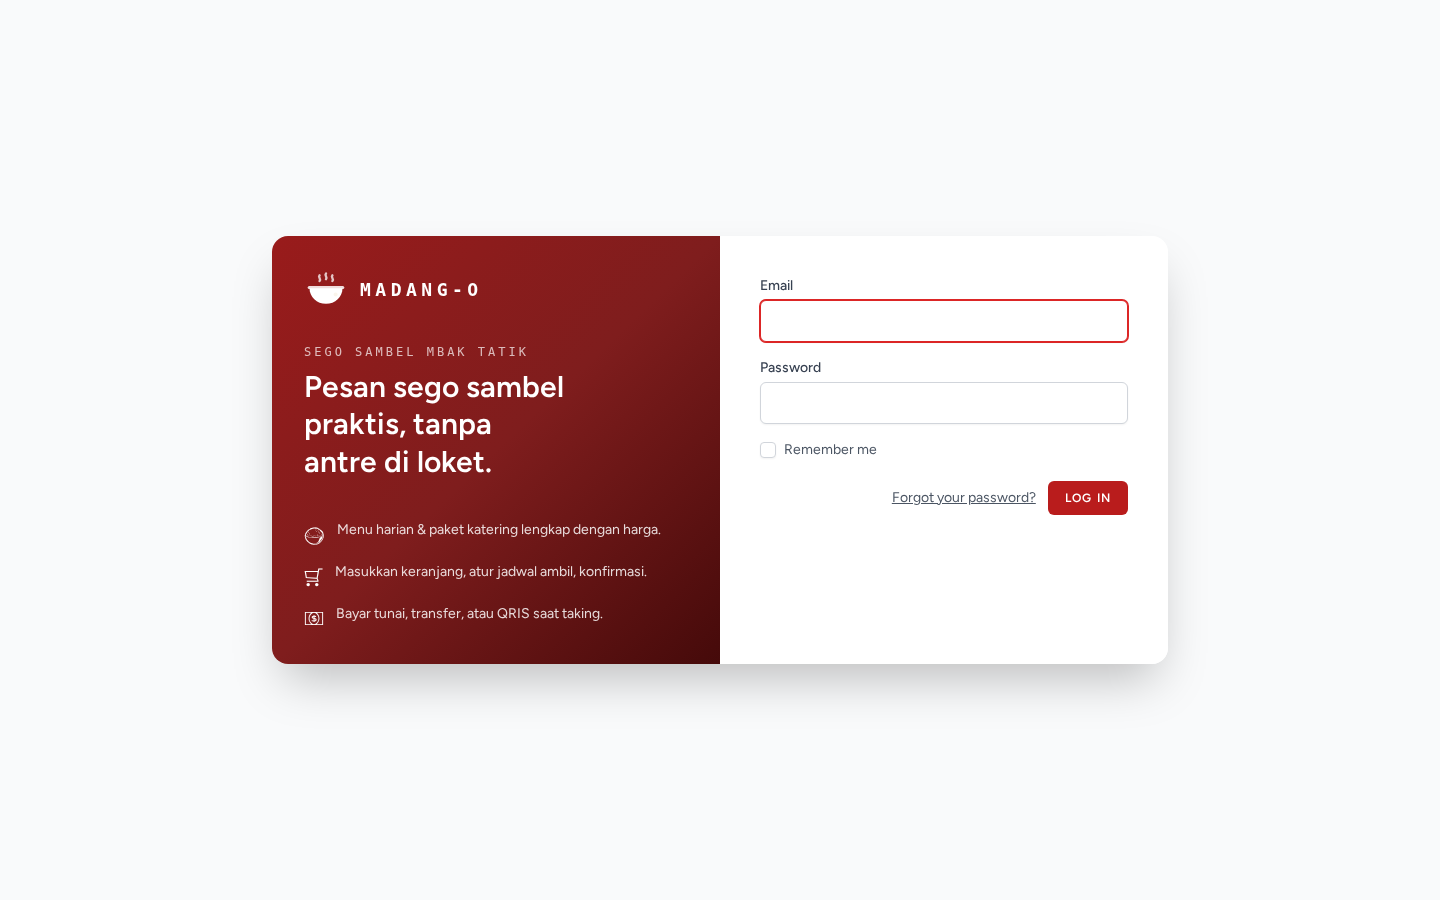 MADANG-O
SEGO SAMBEL MBAK TATIK
Pesan sego sambel
praktis, tanpa
antre di loket.
Menu harian & paket katering lengkap dengan harga.
Masukkan keranjang, atur jadwal ambil, konfirmasi.
Bayar tunai, transfer, atau QRIS saat taking.
Email
Password
Remember me
Forgot your password?
LOG IN